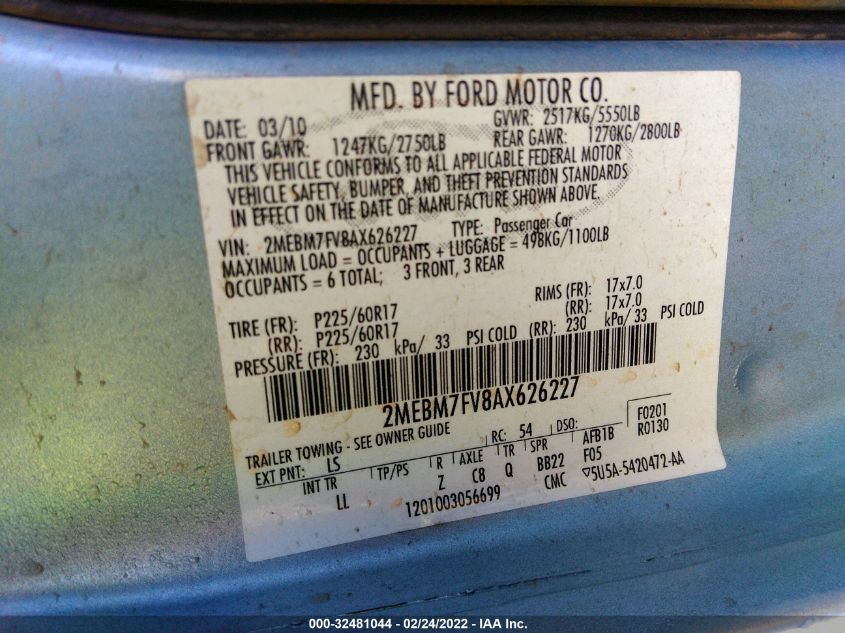 MFD. BY FORD MOTOR CO.
DATE: 03/10 GVWR: 2517KG/5550LB
FRONT GAWR: 1247KG/2750LB REAR GAWR: 1270KG/2800LB
THIS VEHICLE CONFORMS TO ALL APPLICABLE FEDERAL MOTOR
VEHICLE SAFETY, BUMPER, AND THEFT PREVENTION STANDARDS
IN EFFECT ON THE DATE OF MANUFACTURE SHOWN ABOVE.
VIN: 2MEBM7FV8AX626227 TYPE: Passenger Car
MAXIMUM LOAD = OCCUPANTS + LUGGAGE = 498KG/1100LB
OCCUPANTS = 6 TOTAL; 3 FRONT, 3 REAR
TIRE (FR): P225/60R17 RIMS (FR): 17x7.0
(RR): P225/60R17 (RR): 17x7.0
PRESSURE (FR): 230 kPa/ 33 PSI COLD (RR): 230 kPa/ 33 PSI COLD
2MEBM7FV8AX626227
TRAILER TOWING - SEE OWNER GUIDE
EXT PNT: LS RC: 54 DSO: F0201
R0130
INT TR TP/PS R AXLE TR SPR AFB1B
LL Z C8 Q BB22 F05
1201003056699 CMC ▽5U5A-5420472-AA
000-32481044 / 02/24/2022 – IAA Inc.